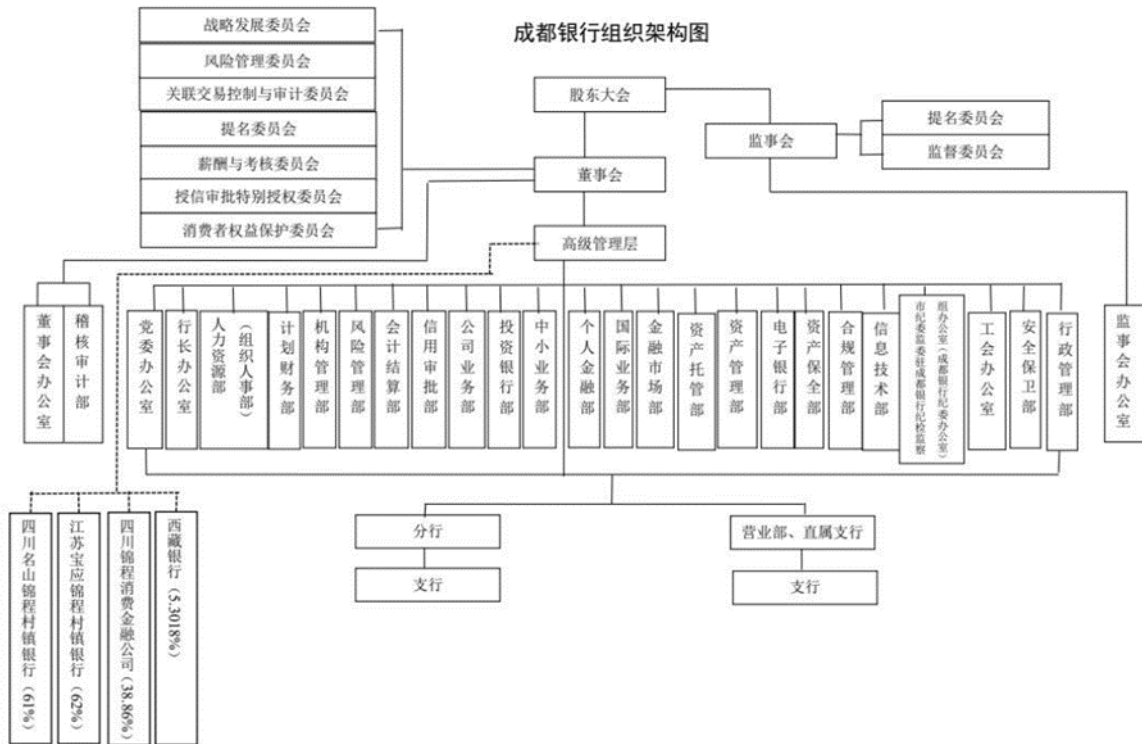 成都银行组织架构图
战略发展委员会
风险管理委员会
关联交易控制与审计委员会
提名委员会
薪酬与考核委员会
授信审批特别授权委员会
消费者权益保护委员会
股东大会
监事会
提名委员会
监督委员会
董事会
高级管理层
董事会办公室
稽核审计部
党委办公室
行长办公室
人力资源部
（组织人事部）
计划财务部
机构管理部
风险管理部
会计结算部
信用审批部
公司业务部
投资银行部
中小业务部
个人金融部
国际业务部
金融市场部
资产托管部
资产管理部
电子银行部
资产保全部
合规管理部
信息技术部
市纪委监委驻成都银行纪检监察
组办公室（成都银行纪委办公室）
工会办公室
安全保卫部
行政管理部
监事会办公室
四川名山锦程村镇银行（61%）
江苏宝应锦程村镇银行（62%）
四川锦程消费金融公司（38.86%）
西藏银行（5.3018%）
分行
支行
营业部、直属支行
支行